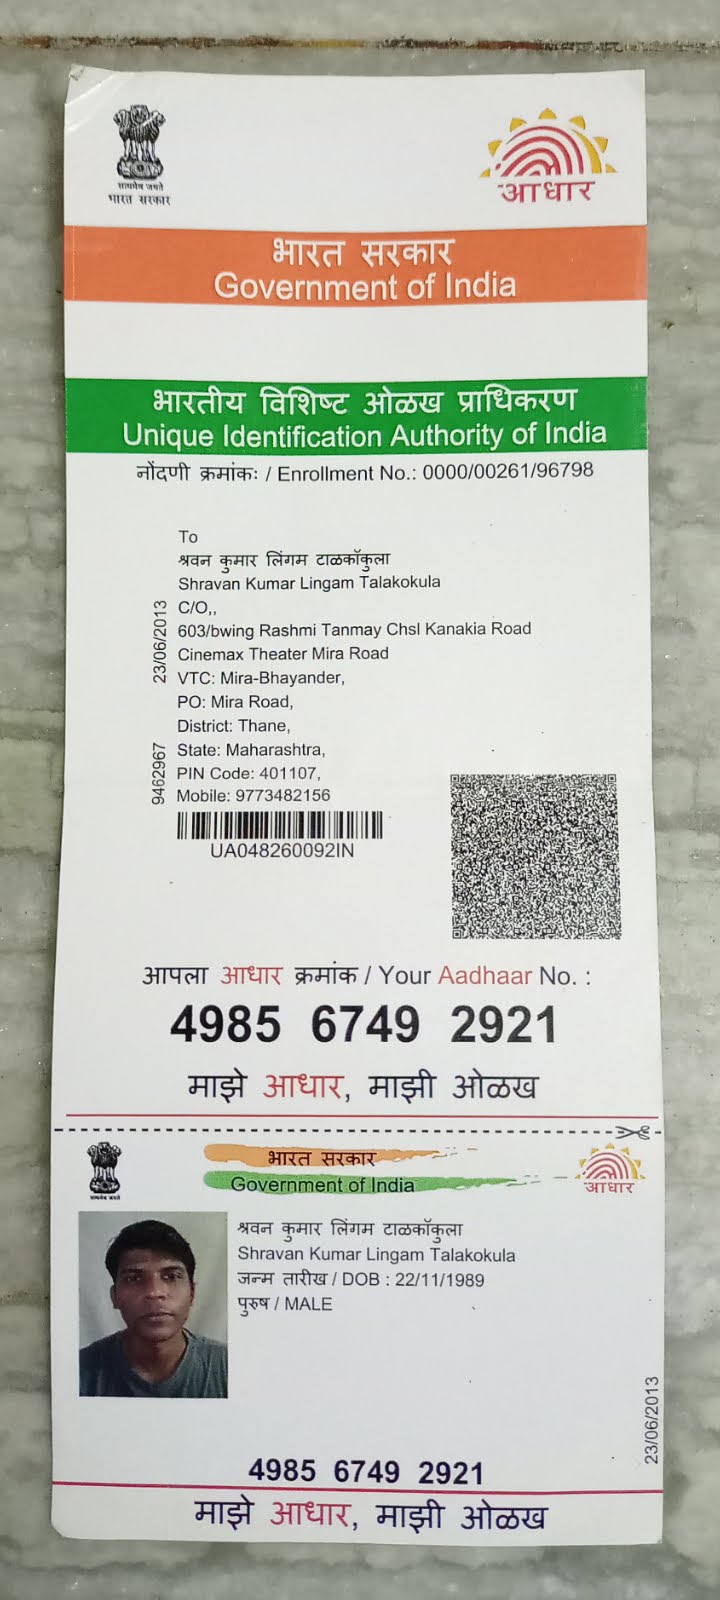 सत्यमेव जयते
भारत सरकार
आधार
भारत सरकार
Government of India
भारतीय विशिष्ट ओळख प्राधिकरण
Unique Identification Authority of India
नोंदणी क्रमांकः / Enrollment No.: 0000/00261/96798
To
श्रवन कुमार लिंगम टाळकॉकुला
Shravan Kumar Lingam Talakokula
C/O,,
603/bwing Rashmi Tanmay Chsl Kanakia Road
Cinemax Theater Mira Road
VTC: Mira-Bhayander,
PO: Mira Road,
District: Thane,
State: Maharashtra,
PIN Code: 401107,
Mobile: 9773482156
23/06/2013
9462967
UA048260092IN
आपला आधार क्रमांक / Your Aadhaar No. :
4985 6749 2921
माझे आधार, माझी ओळख
सत्यमेव जयते
भारत सरकार
Government of India
आधार
श्रवन कुमार लिंगम टाळकॉकुला
Shravan Kumar Lingam Talakokula
जन्म तारीख / DOB : 22/11/1989
पुरुष / MALE
23/06/2013
4985 6749 2921
माझे आधार, माझी ओळख